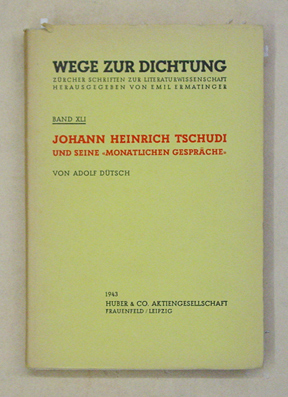 WEGE ZUR DICHTUNG
ZÜRCHER SCHRIFTEN ZUR LITERATURWISSENSCHAFT
HERAUSGEGEBEN VON EMIL ERMATINGER
BAND XLI
JOHANN HEINRICH TSCHUDI
UND SEINE »MONATLICHEN GESPRÄCHE«
VON ADOLF DÜTSCH
1943
HUBER & CO. AKTIENGESELLSCHAFT
FRAUENFELD / LEIPZIG